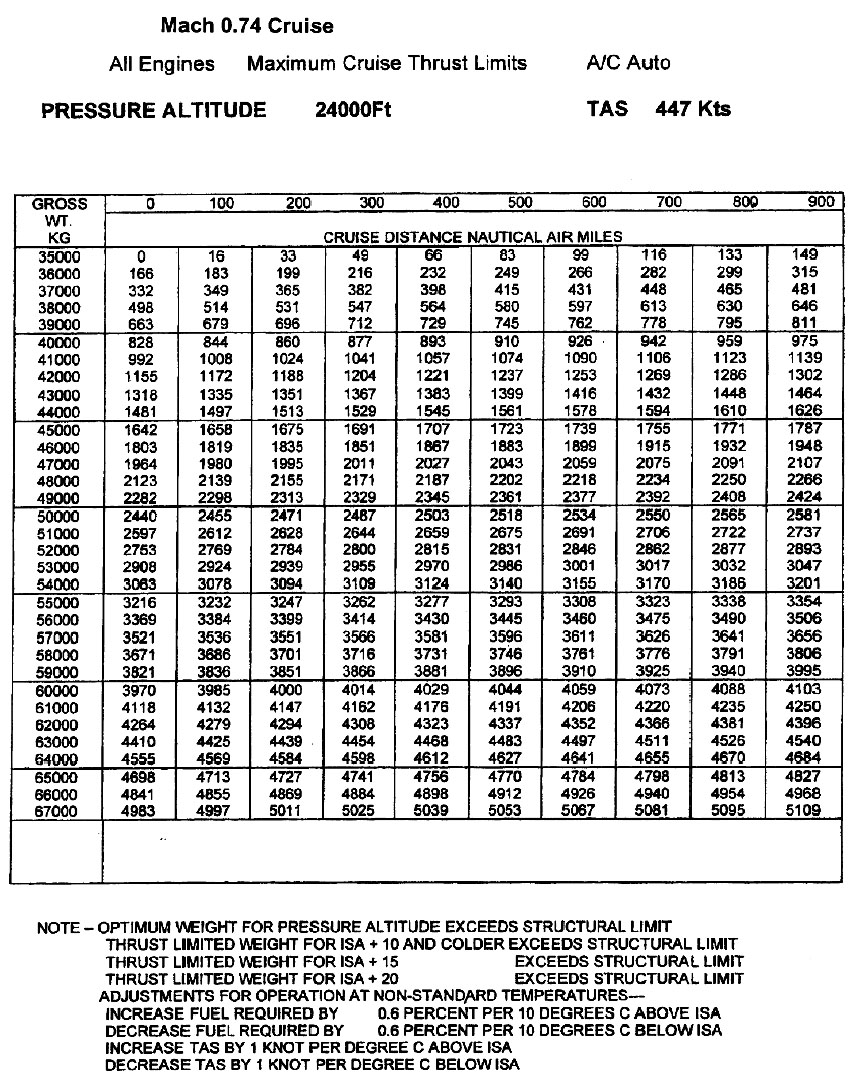 Mach 0.74 Cruise
All Engines Maximum Cruise Thrust Limits A/C Auto
PRESSURE ALTITUDE 24000Ft TAS 447 Kts
GROSS 0 100 200 300 400 500 600 700 800 900
WT.
KG CRUISE DISTANCE NAUTICAL AIR MILES
35000 0 16 33 49 66 83 99 116 133 149
36000 166 183 199 216 232 249 266 282 299 315
37000 332 349 365 382 398 415 431 448 465 481
38000 498 514 531 547 564 580 597 613 630 646
39000 663 679 696 712 729 745 762 778 795 811
40000 828 844 860 877 893 910 926 942 959 975
41000 992 1008 1024 1041 1057 1074 1090 1106 1123 1139
42000 1155 1172 1188 1204 1221 1237 1253 1269 1286 1302
43000 1318 1335 1351 1367 1383 1399 1416 1432 1448 1464
44000 1481 1497 1513 1529 1545 1561 1578 1594 1610 1626
45000 1642 1658 1675 1691 1707 1723 1739 1755 1771 1787
46000 1803 1819 1835 1851 1867 1883 1899 1915 1932 1948
47000 1964 1980 1995 2011 2027 2043 2059 2075 2091 2107
48000 2123 2139 2155 2171 2187 2202 2218 2234 2250 2266
49000 2282 2298 2313 2329 2345 2361 2377 2392 2408 2424
50000 2440 2455 2471 2487 2503 2518 2534 2550 2565 2581
51000 2597 2612 2628 2644 2659 2675 2691 2706 2722 2737
52000 2753 2769 2784 2800 2815 2831 2846 2862 2877 2893
53000 2908 2924 2939 2955 2970 2986 3001 3017 3032 3047
54000 3063 3078 3094 3109 3124 3140 3155 3170 3186 3201
55000 3216 3232 3247 3262 3277 3293 3308 3323 3338 3354
56000 3369 3384 3399 3414 3430 3445 3460 3475 3490 3506
57000 3521 3536 3551 3566 3581 3596 3611 3626 3641 3656
58000 3671 3686 3701 3716 3731 3746 3761 3776 3791 3806
59000 3821 3836 3851 3866 3881 3896 3910 3925 3940 3995
60000 3970 3985 4000 4014 4029 4044 4059 4073 4088 4103
61000 4118 4132 4147 4162 4176 4191 4206 4220 4235 4250
62000 4264 4279 4294 4308 4323 4337 4352 4366 4381 4396
63000 4410 4425 4439 4454 4468 4483 4497 4511 4526 4540
64000 4555 4569 4584 4598 4612 4627 4641 4655 4670 4684
65000 4698 4713 4727 4741 4756 4770 4784 4798 4813 4827
66000 4841 4855 4869 4884 4898 4912 4926 4940 4954 4968
67000 4983 4997 5011 5025 5039 5053 5067 5081 5095 5109
NOTE – OPTIMUM WEIGHT FOR PRESSURE ALTITUDE EXCEEDS STRUCTURAL LIMIT
THRUST LIMITED WEIGHT FOR ISA + 10 AND COLDER EXCEEDS STRUCTURAL LIMIT
THRUST LIMITED WEIGHT FOR ISA + 15 EXCEEDS STRUCTURAL LIMIT
THRUST LIMITED WEIGHT FOR ISA + 20 EXCEEDS STRUCTURAL LIMIT
ADJUSTMENTS FOR OPERATION AT NON-STANDARD TEMPERATURES—
INCREASE FUEL REQUIRED BY 0.6 PERCENT PER 10 DEGREES C ABOVE ISA
DECREASE FUEL REQUIRED BY 0.6 PERCENT PER 10 DEGREES C BELOW ISA
INCREASE TAS BY 1 KNOT PER DEGREE C ABOVE ISA
DECREASE TAS BY 1 KNOT PER DEGREE C BELOW ISA